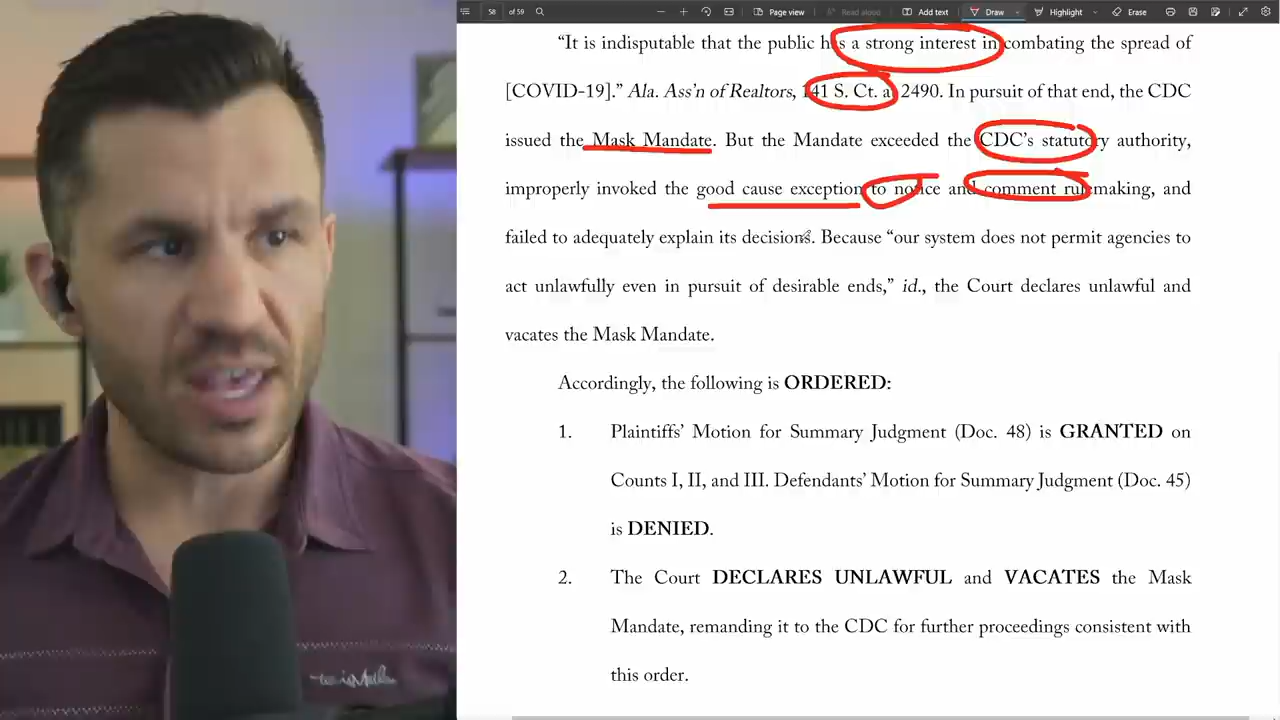 58 of 59 Page view Read aloud Add text Draw Highlight Erase
“It is indisputable that the public has a strong interest in combating the spread of
[COVID-19].” Ala. Ass’n of Realtors, 141 S. Ct. at 2490. In pursuit of that end, the CDC
issued the Mask Mandate. But the Mandate exceeded the CDC’s statutory authority,
improperly invoked the good cause exception to notice and comment rulemaking, and
failed to adequately explain its decisions. Because “our system does not permit agencies to
act unlawfully even in pursuit of desirable ends,” id., the Court declares unlawful and
vacates the Mask Mandate.
Accordingly, the following is ORDERED:
1. Plaintiffs’ Motion for Summary Judgment (Doc. 48) is GRANTED on
Counts I, II, and III. Defendants’ Motion for Summary Judgment (Doc. 45)
is DENIED.
2. The Court DECLARES UNLAWFUL and VACATES the Mask
Mandate, remanding it to the CDC for further proceedings consistent with
this order.